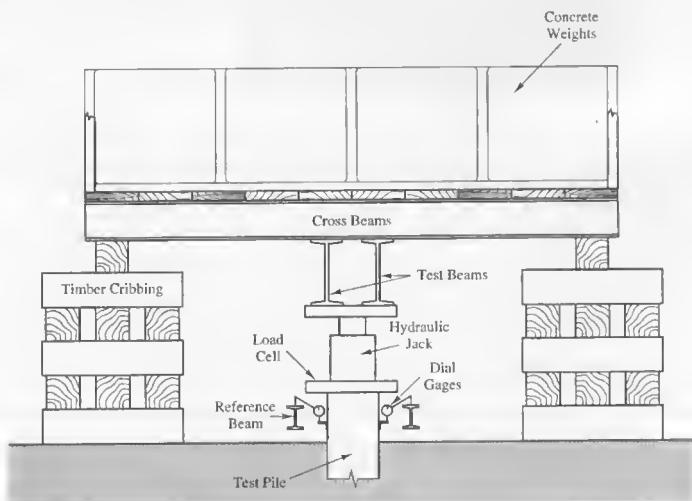 Concrete
Weights
Cross Beams
Test Beams
Timber Cribbing
Hydraulic
Jack
Load
Cell
Dial
Gages
Reference
Beam
Test Pile